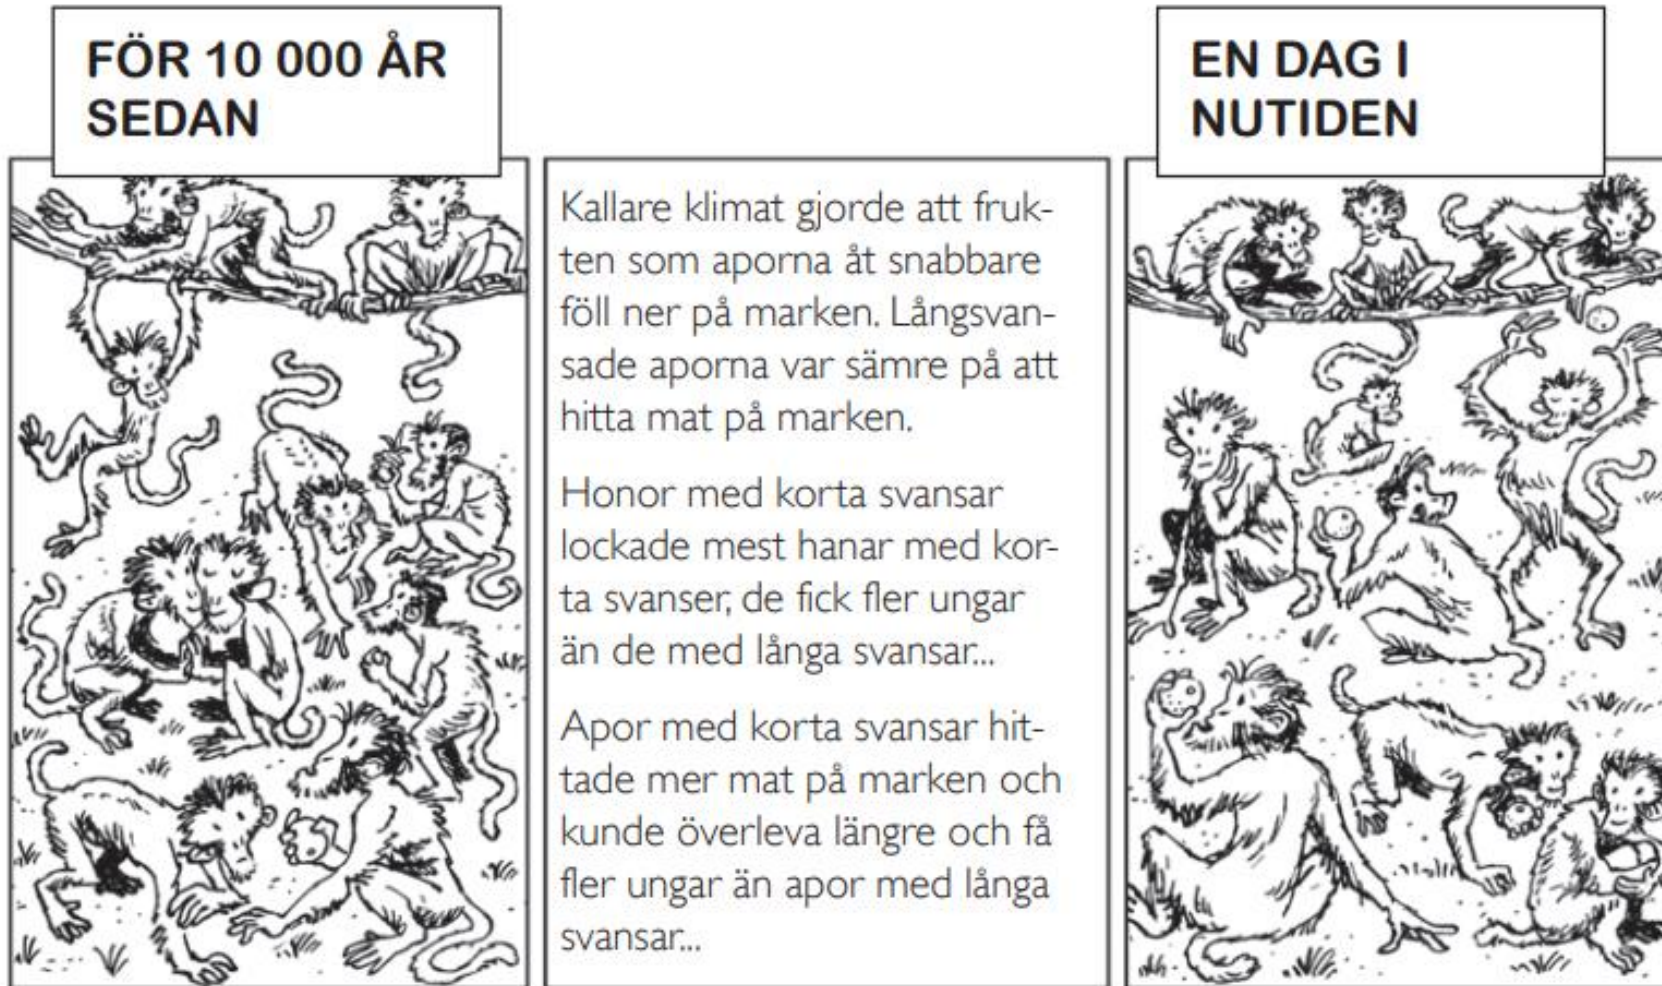 FÖR 10 000 ÅR
SEDAN
Kallare klimat gjorde att fruk-
ten som aporna åt snabbare
föll ner på marken. Långsvan-
sade aporna var sämre på att
hitta mat på marken.
Honor med korta svansar
lockade mest hanar med kor-
ta svanser, de fick fler ungar
än de med långa svansar...
Apor med korta svansar hit-
tade mer mat på marken och
kunde överleva längre och få
fler ungar än apor med långa
svansar...
EN DAG I
NUTIDEN